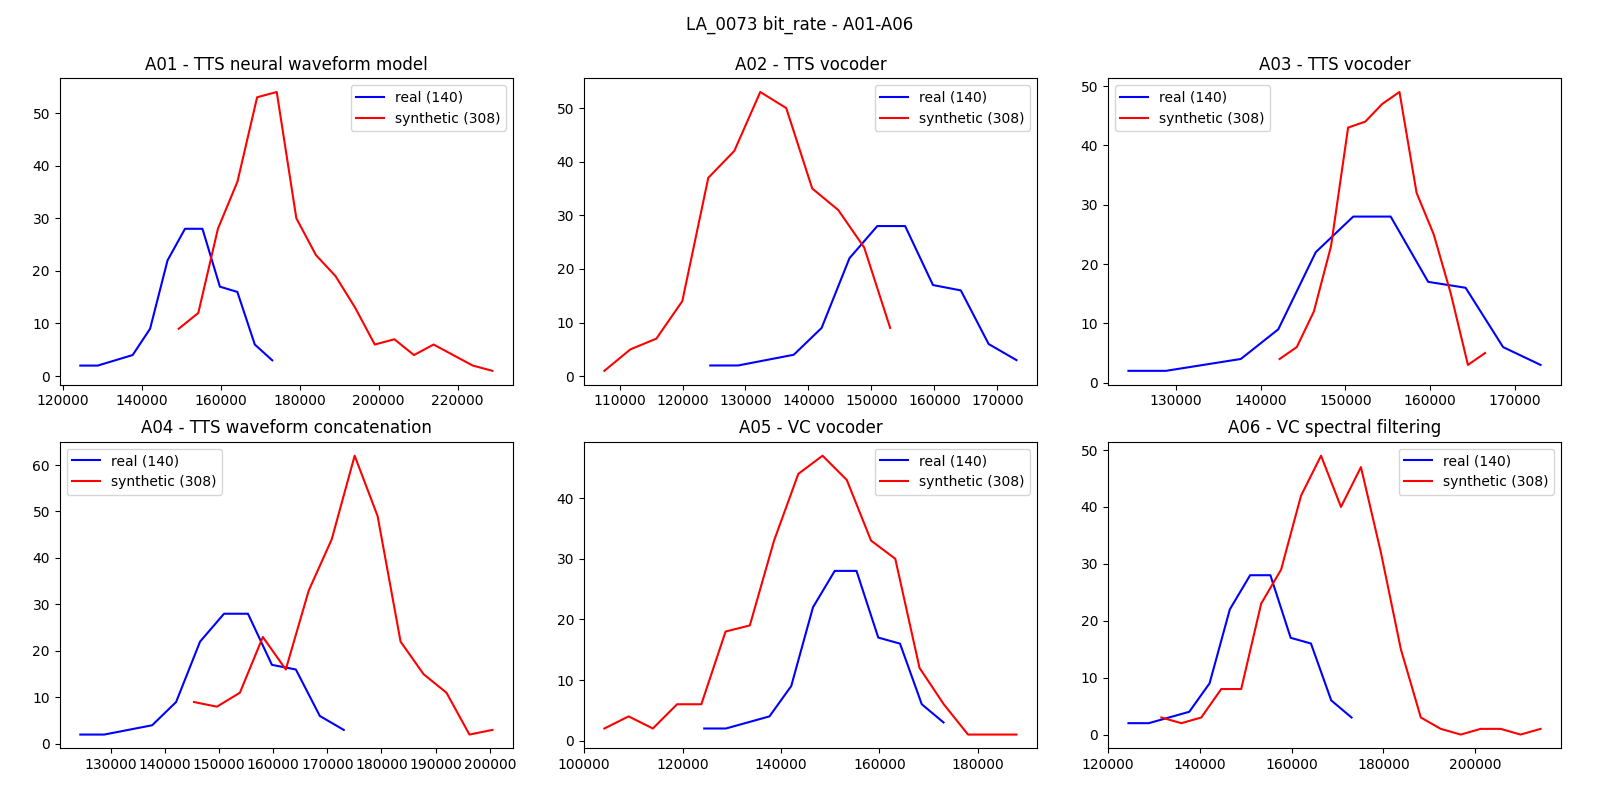 LA_0073 bit_rate - A01-A06
A01 - TTS neural waveform model
real (140)
synthetic (308)
50
40
30
20
10
0
120000 140000 160000 180000 200000 220000
A02 - TTS vocoder
real (140)
synthetic (308)
50
40
30
20
10
0
110000 120000 130000 140000 150000 160000 170000
A03 - TTS vocoder
real (140)
synthetic (308)
50
40
30
20
10
0
130000 140000 150000 160000 170000
A04 - TTS waveform concatenation
real (140)
synthetic (308)
60
50
40
30
20
10
0
130000 140000 150000 160000 170000 180000 190000 200000
A05 - VC vocoder
real (140)
synthetic (308)
40
30
20
10
0
100000 120000 140000 160000 180000
A06 - VC spectral filtering
real (140)
synthetic (308)
50
40
30
20
10
0
120000 140000 160000 180000 200000